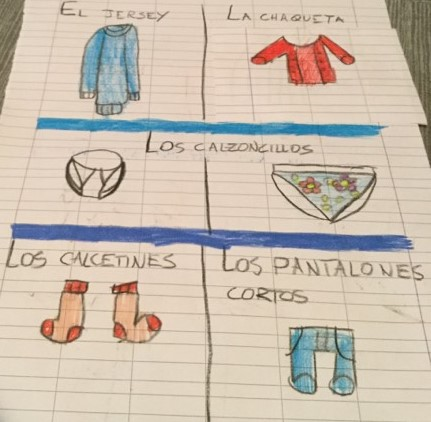 EL JERSEY
LA CHAQUETA
LOS CALZONCILLOS
LOS CALCETINES
LOS PANTALONES
CORTOS